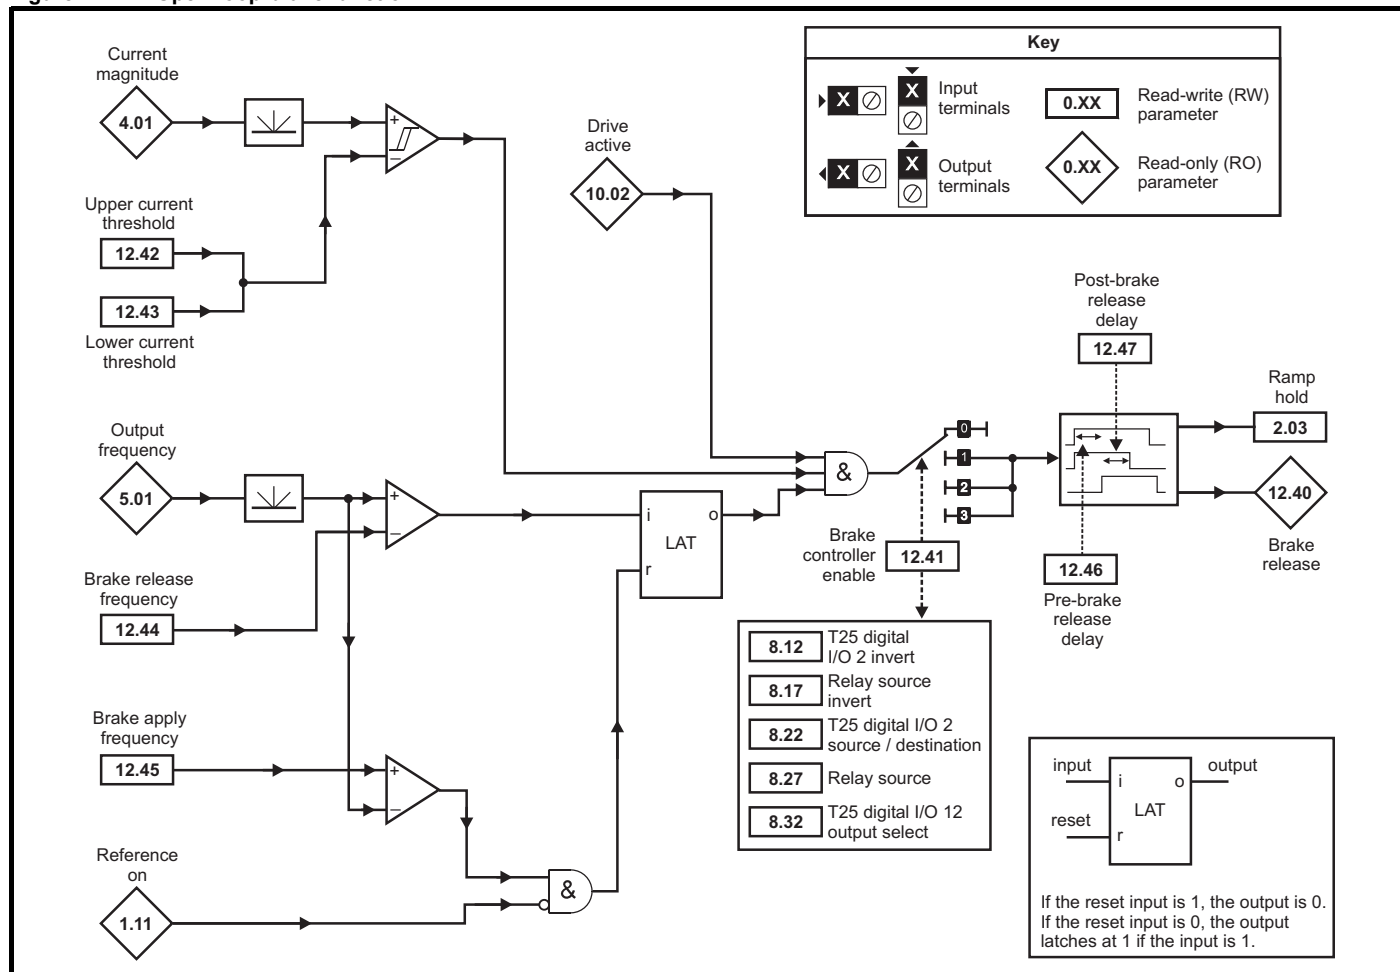 Current
magnitude
4.01
+
−
Upper current
threshold
12.42
12.43
Lower current
threshold
Drive
active
10.02
Key
X
X
Input
terminals
X
X
Output
terminals
0.XX
Read-write (RW)
parameter
0.XX
Read-only (RO)
parameter
Output
frequency
5.01
+
−
Brake release
frequency
12.44
i
o
LAT
r
&
0
1
2
3
Brake
controller
enable
12.41
Post-brake
release
delay
12.47
Ramp
hold
2.03
12.40
Brake
release
12.46
Pre-brake
release
delay
8.12
T25 digital
I/O 2 invert
8.17
Relay source
invert
8.22
T25 digital I/O 2
source / destination
8.27
Relay source
8.32
T25 digital I/O 12
output select
Brake apply
frequency
12.45
+
−
Reference
on
1.11
&
input
output
i
o
LAT
reset
r
If the reset input is 1, the output is 0.
If the reset input is 0, the output
latches at 1 if the input is 1.